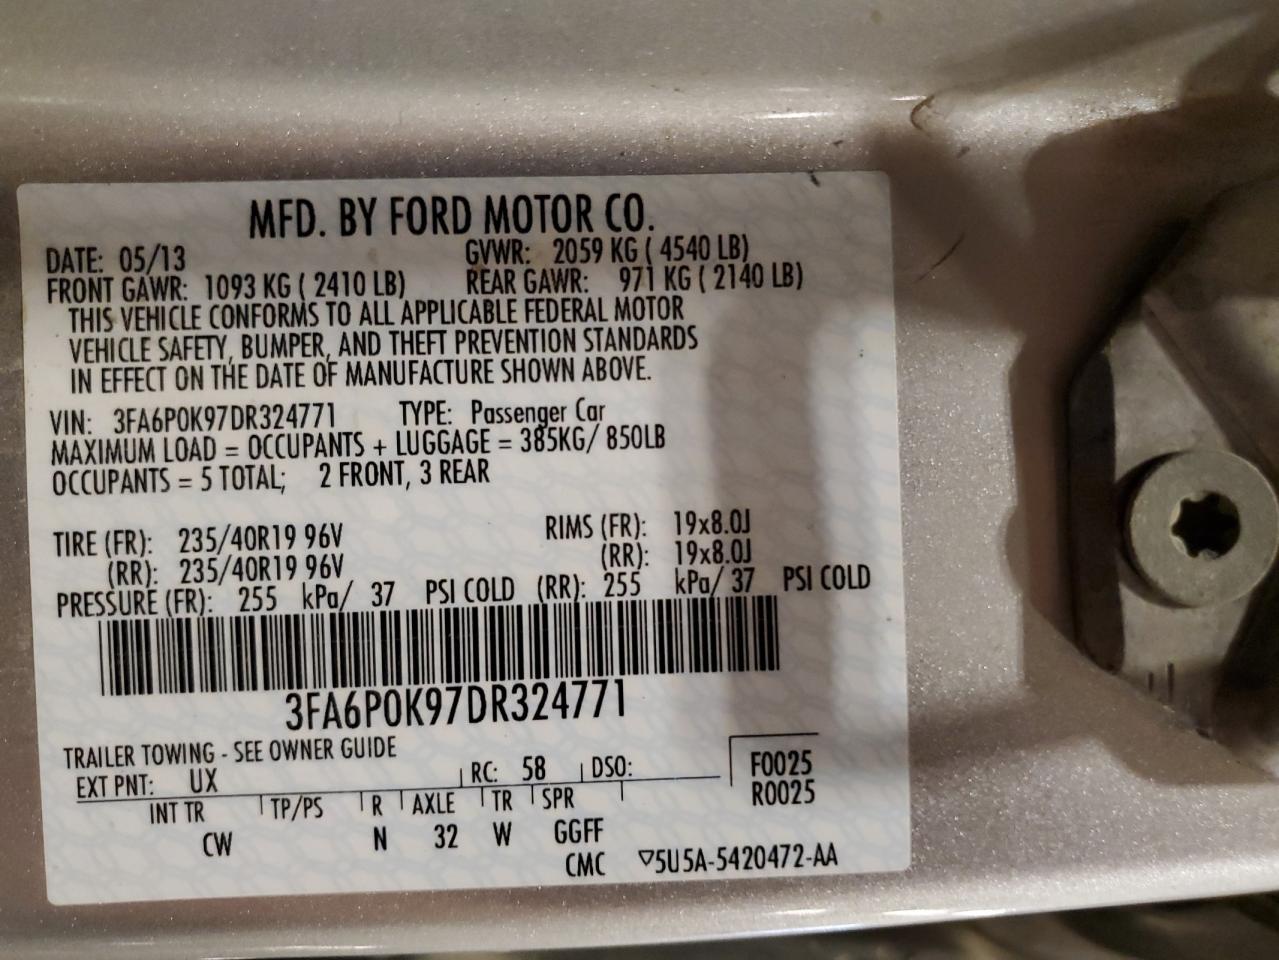 MFD. BY FORD MOTOR CO.
DATE: 05/13 GVWR: 2059 KG ( 4540 LB)
FRONT GAWR: 1093 KG ( 2410 LB) REAR GAWR: 971 KG ( 2140 LB)
THIS VEHICLE CONFORMS TO ALL APPLICABLE FEDERAL MOTOR
VEHICLE SAFETY, BUMPER, AND THEFT PREVENTION STANDARDS
IN EFFECT ON THE DATE OF MANUFACTURE SHOWN ABOVE.
VIN: 3FA6P0K97DR324771 TYPE: Passenger Car
MAXIMUM LOAD = OCCUPANTS + LUGGAGE = 385KG/ 850LB
OCCUPANTS = 5 TOTAL; 2 FRONT, 3 REAR
TIRE (FR): 235/40R19 96V RIMS (FR): 19x8.0J
(RR): 235/40R19 96V (RR): 19x8.0J
PRESSURE (FR): 255 kPa/ 37 PSI COLD (RR): 255 kPa/ 37 PSI COLD
3FA6P0K97DR324771
TRAILER TOWING - SEE OWNER GUIDE
EXT PNT: UX RC: 58 DSO: F0025
R0025
INT TR TP/PS R AXLE TR SPR
CW N 32 W GGFF
CMC ▽5U5A-5420472-AA